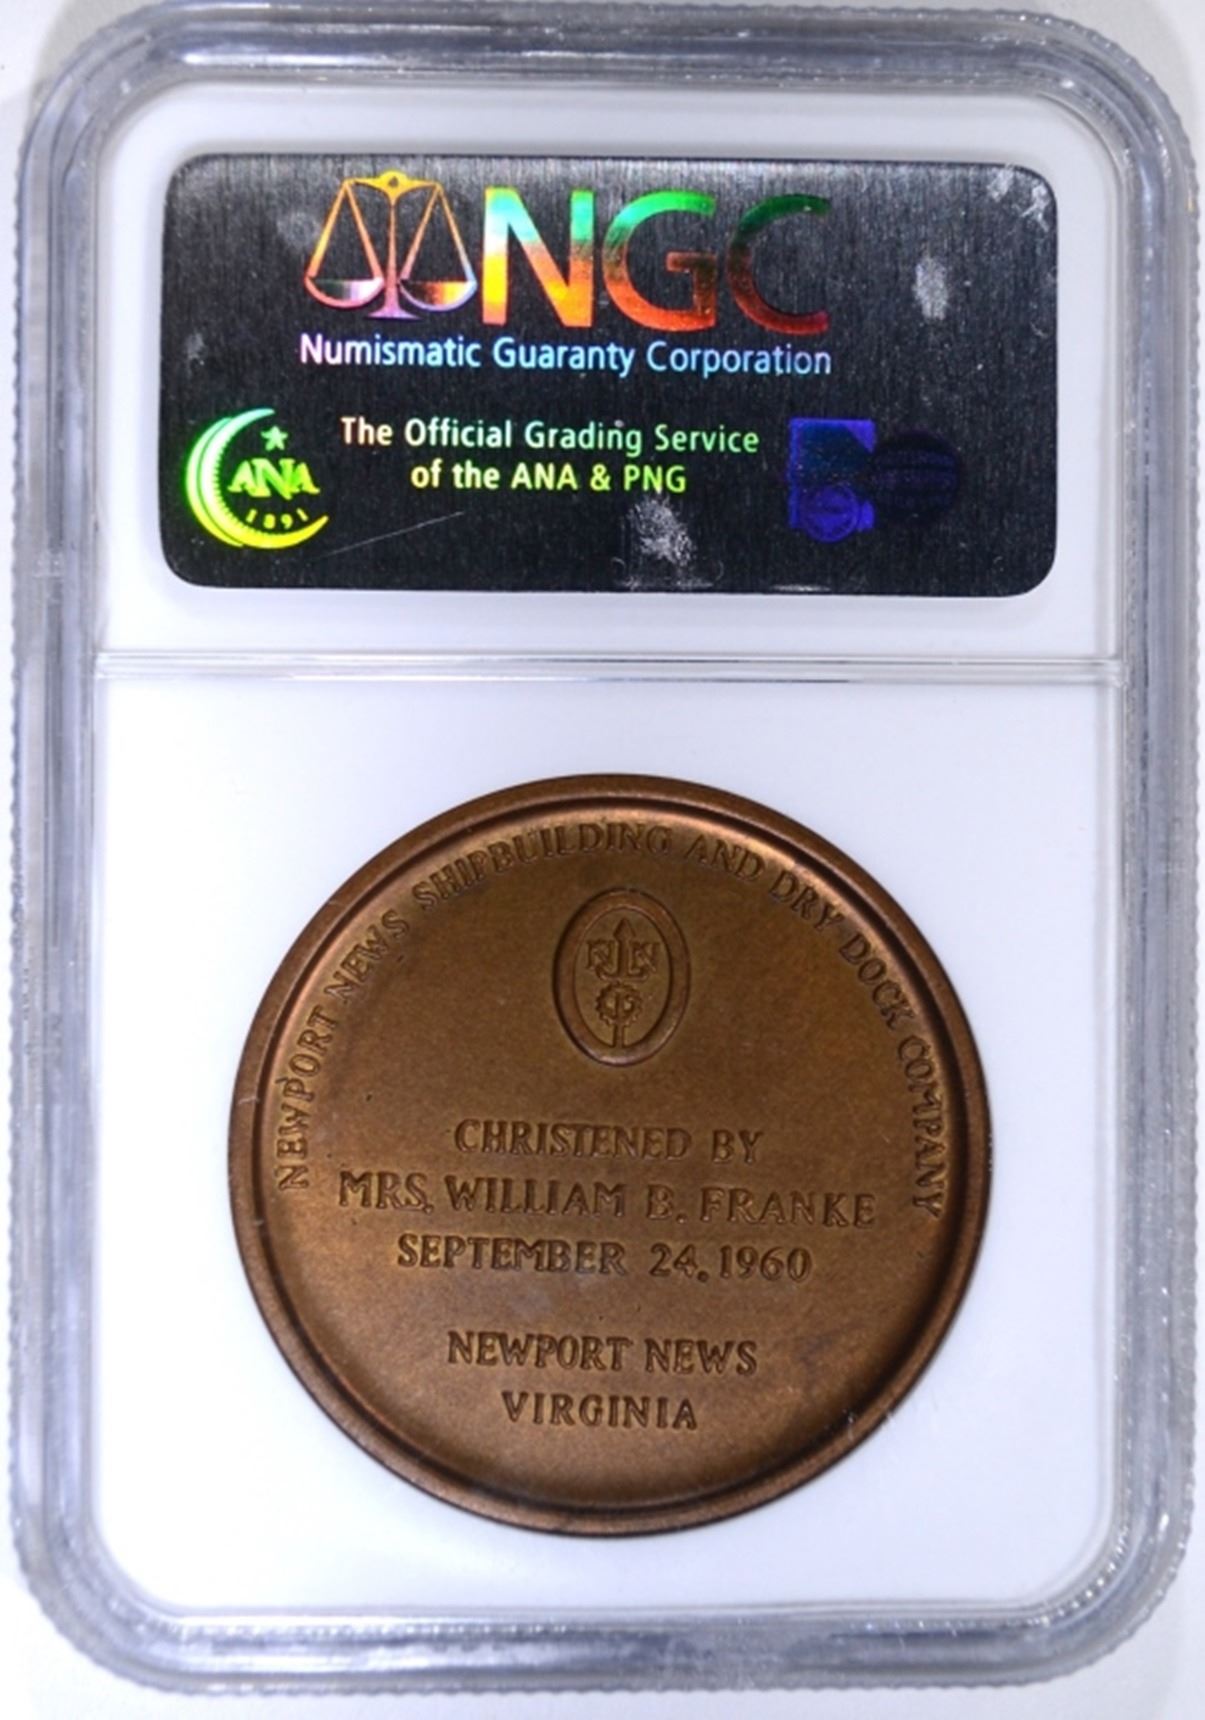 NGC
Numismatic Guaranty Corporation
The Official Grading Service
of the ANA & PNG
ANA
1891
NEWPORT NEWS SHIPBUILDING AND DRY DOCK COMPANY
CHRISTENED BY
MRS. WILLIAM B. FRANKE
SEPTEMBER 24, 1960
NEWPORT NEWS
VIRGINIA